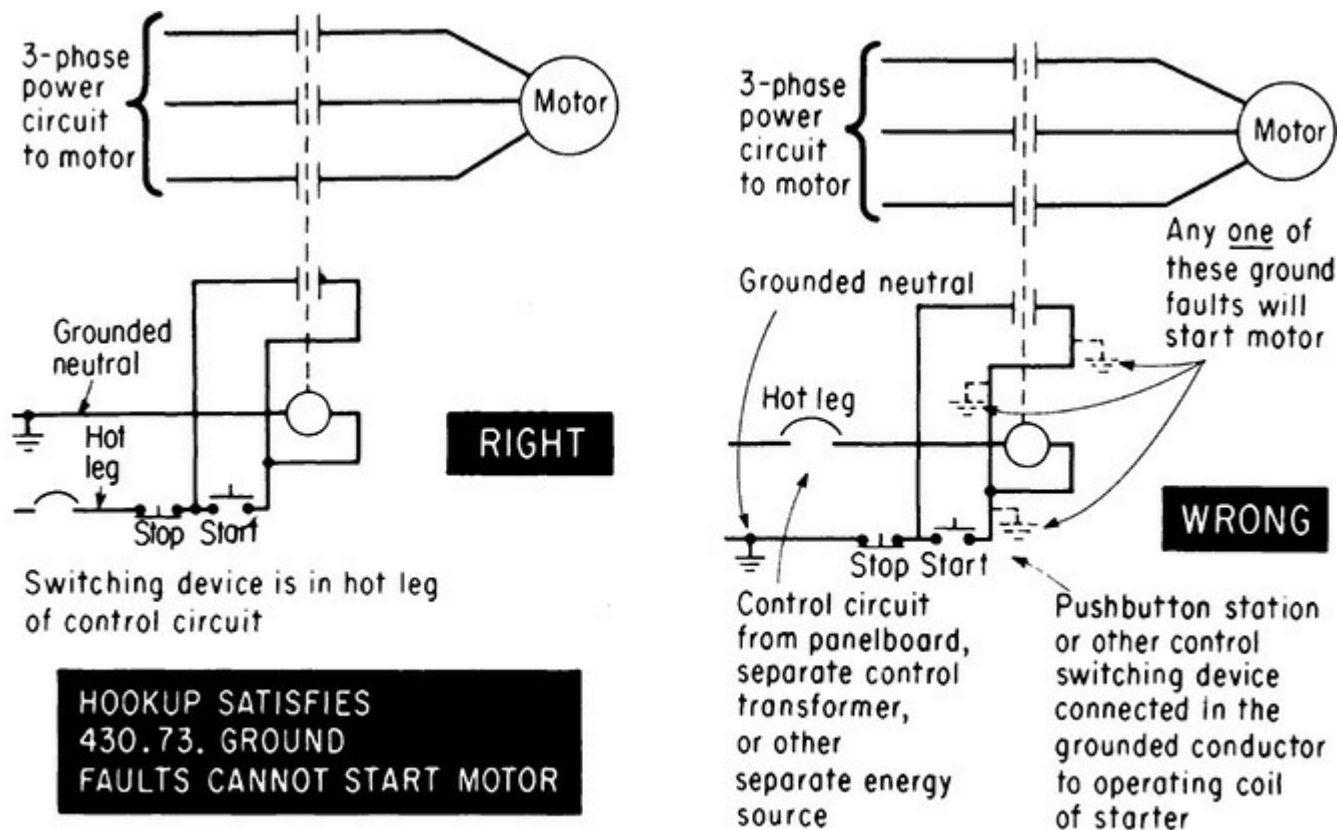 3-phase
power
circuit
to motor
Motor
Grounded
neutral
Hot
leg
Stop Start
RIGHT
Switching device is in hot leg
of control circuit
HOOKUP SATISFIES
430.73. GROUND
FAULTS CANNOT START MOTOR
3-phase
power
circuit
to motor
Motor
Any one of
these ground
faults will
start motor
Grounded neutral
Hot leg
Stop Start
WRONG
Control circuit
from panelboard,
separate control
transformer,
or other
separate energy
source
Pushbutton station
or other control
switching device
connected in the
grounded conductor
to operating coil
of starter